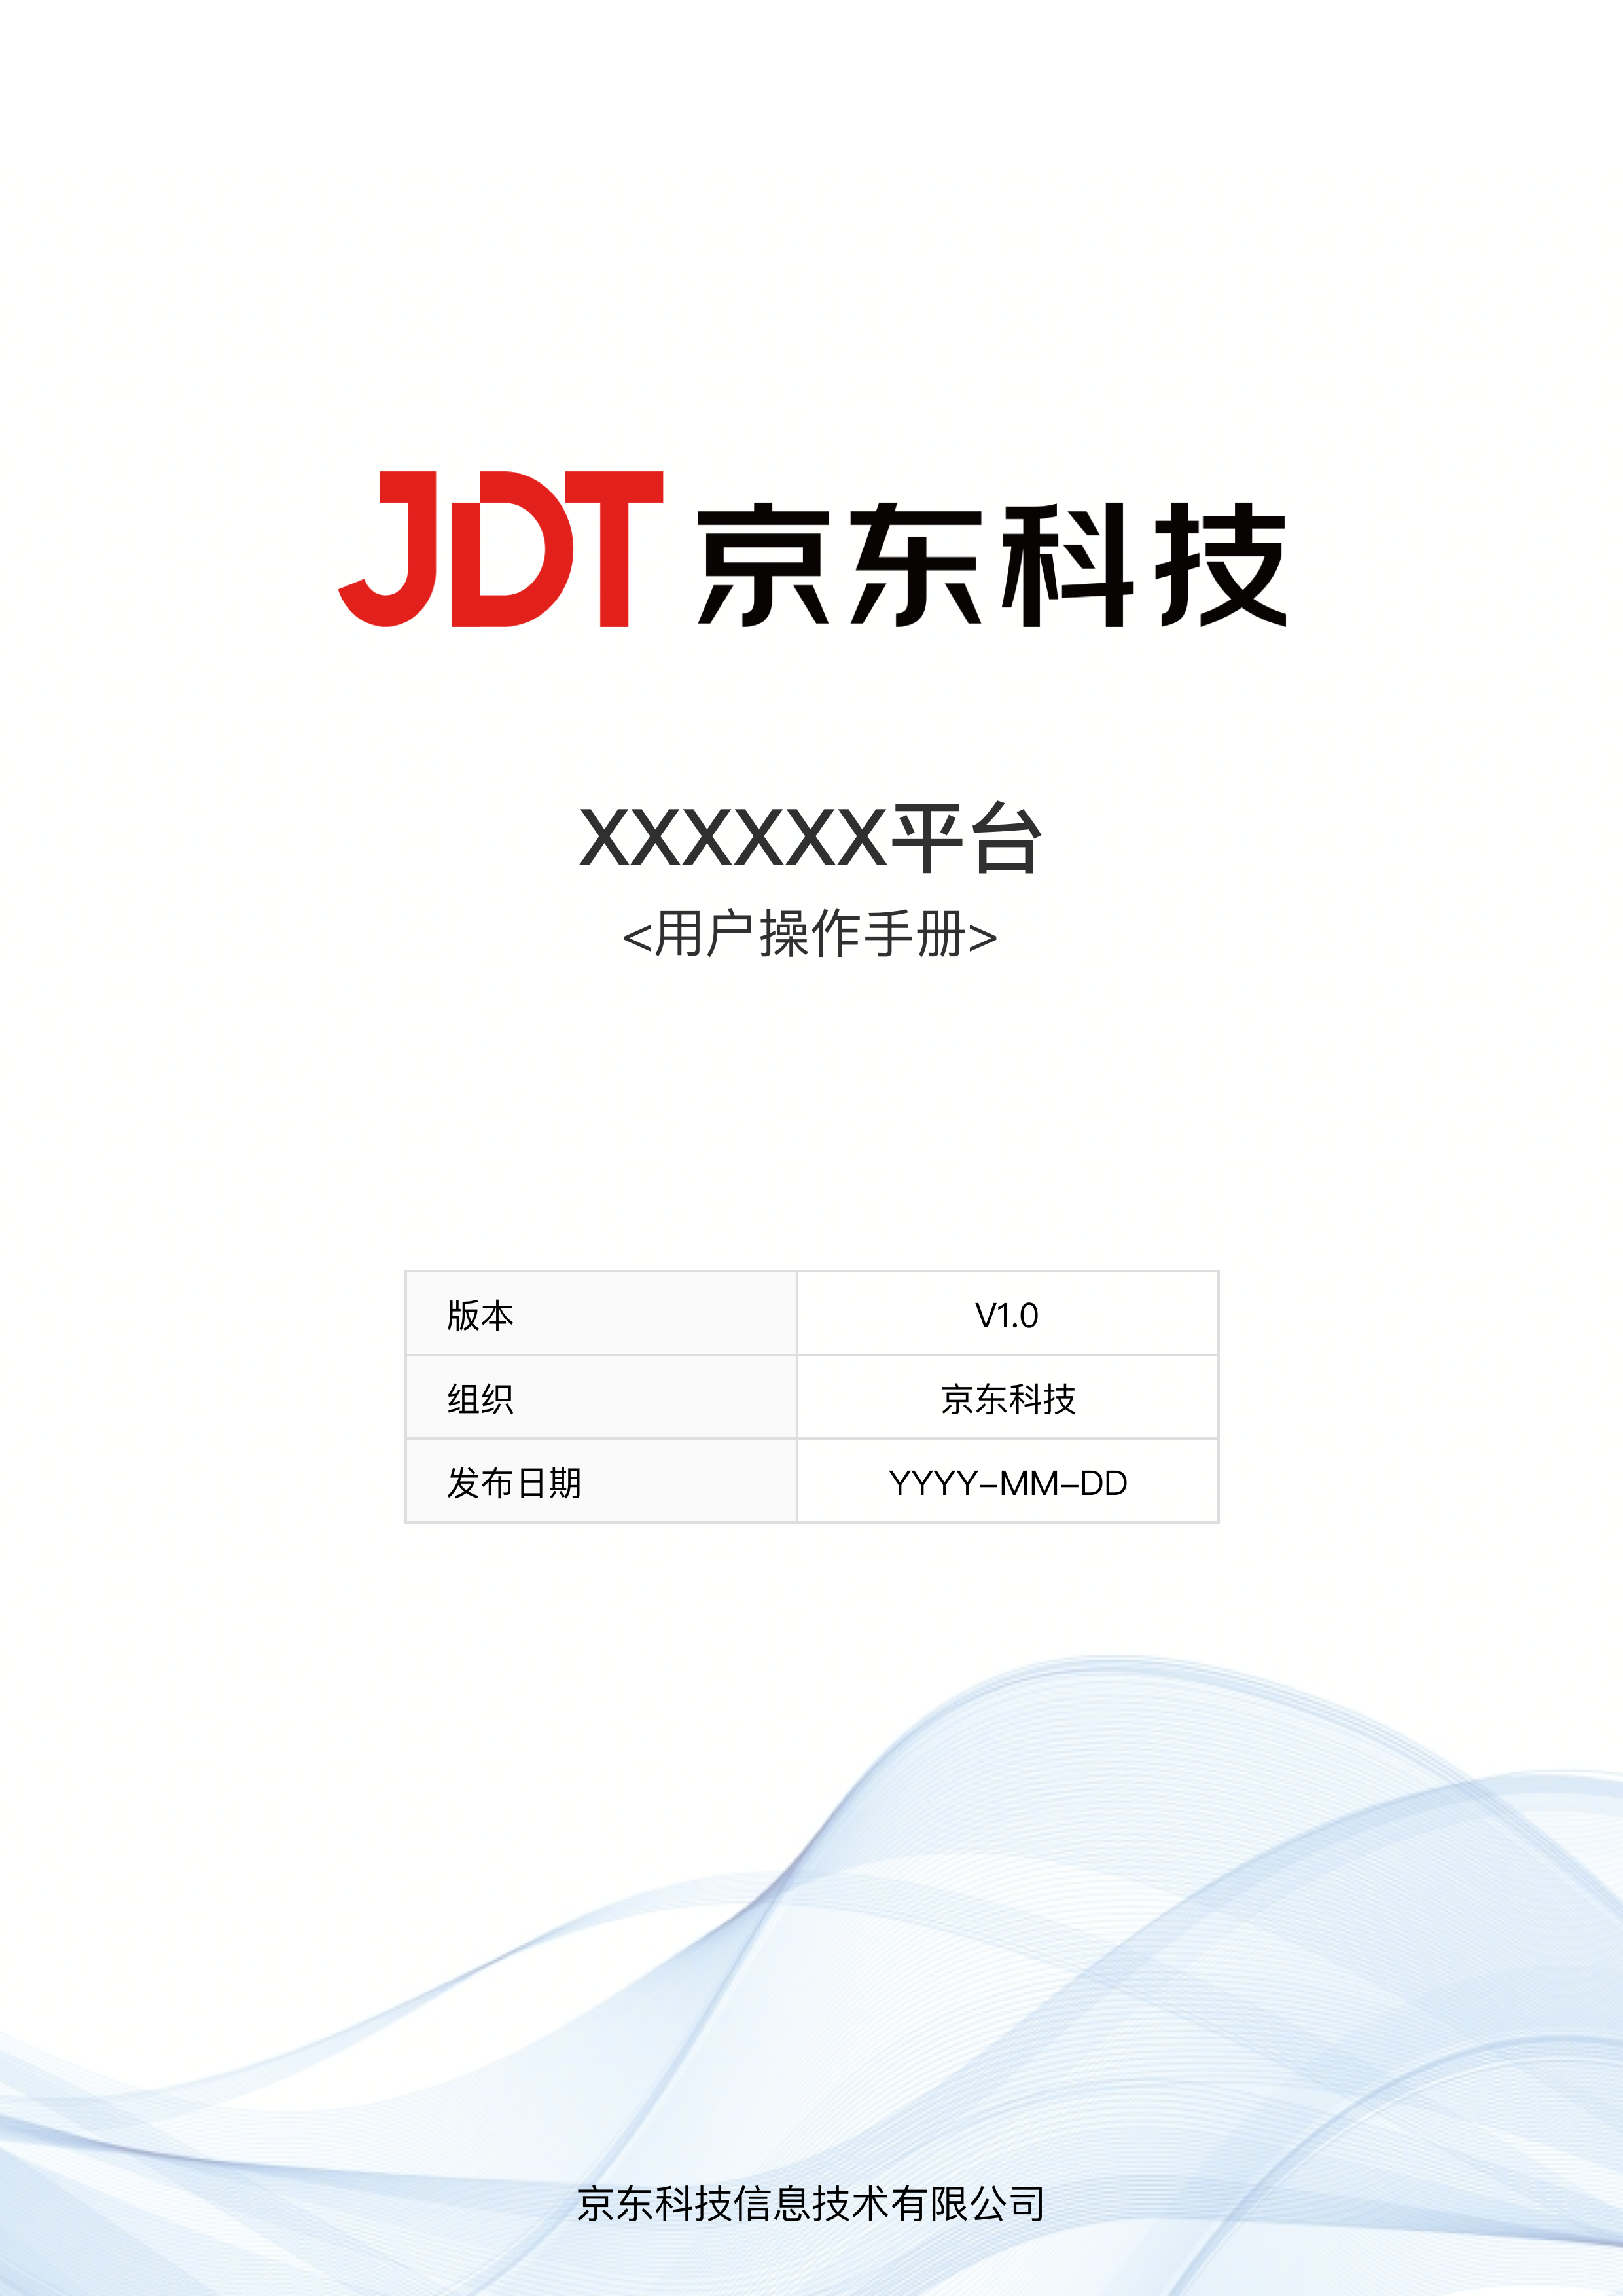 JDT 京东科技
XXXXXX平台
<用户操作手册>
版本 V1.0
组织 京东科技
发布日期 YYYY-MM-DD
京东科技信息技术有限公司